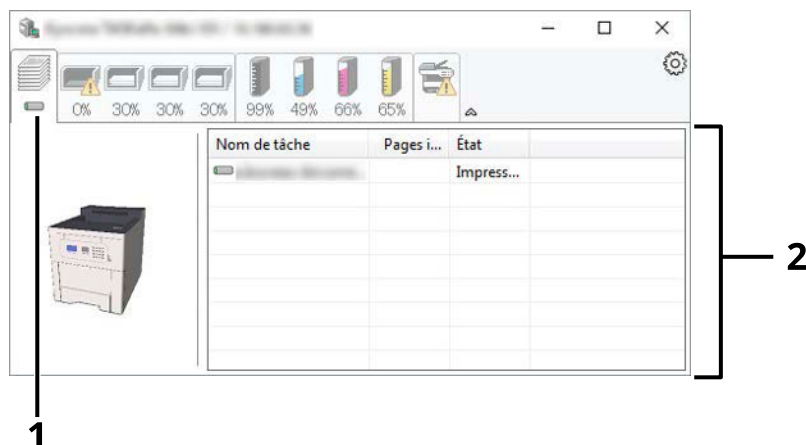 0% 30% 30% 30% 99% 49% 66% 65%
Nom de tâche Pages i... État
Impress...
2
1